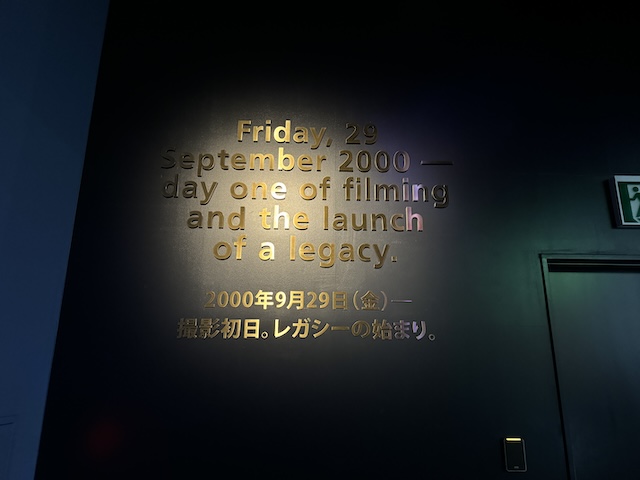 Friday, 29
September 2000 —
day one of filming
and the launch
of a legacy.
2000年9月29日（金）—
撮影初日。レガシーの始まり。